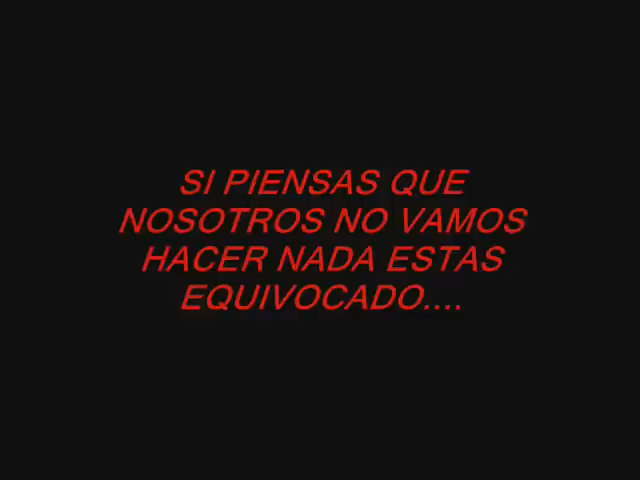 SI PIENSAS QUE
NOSOTROS NO VAMOS
HACER NADA ESTAS
EQUIVOCADO....